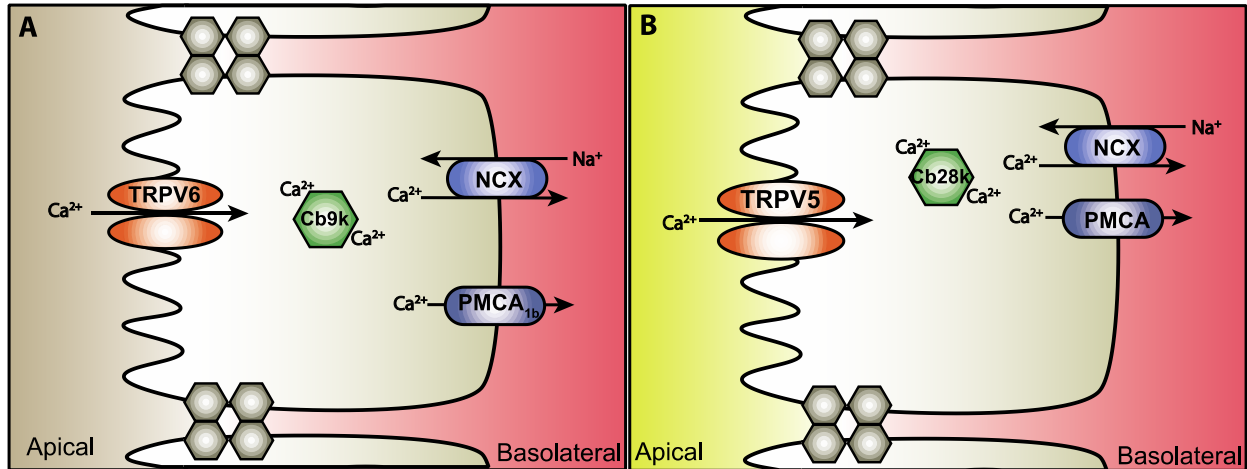 A
TRPV6
Ca²⁺
Ca²⁺
Cb9k
Ca²⁺
Na⁺
NCX
Ca²⁺
Ca²⁺
PMCA₁b
Apical
Basolateral
B
TRPV5
Ca²⁺
Ca²⁺
Cb28k
Ca²⁺
Na⁺
NCX
Ca²⁺
Ca²⁺
PMCA
Apical
Basolateral